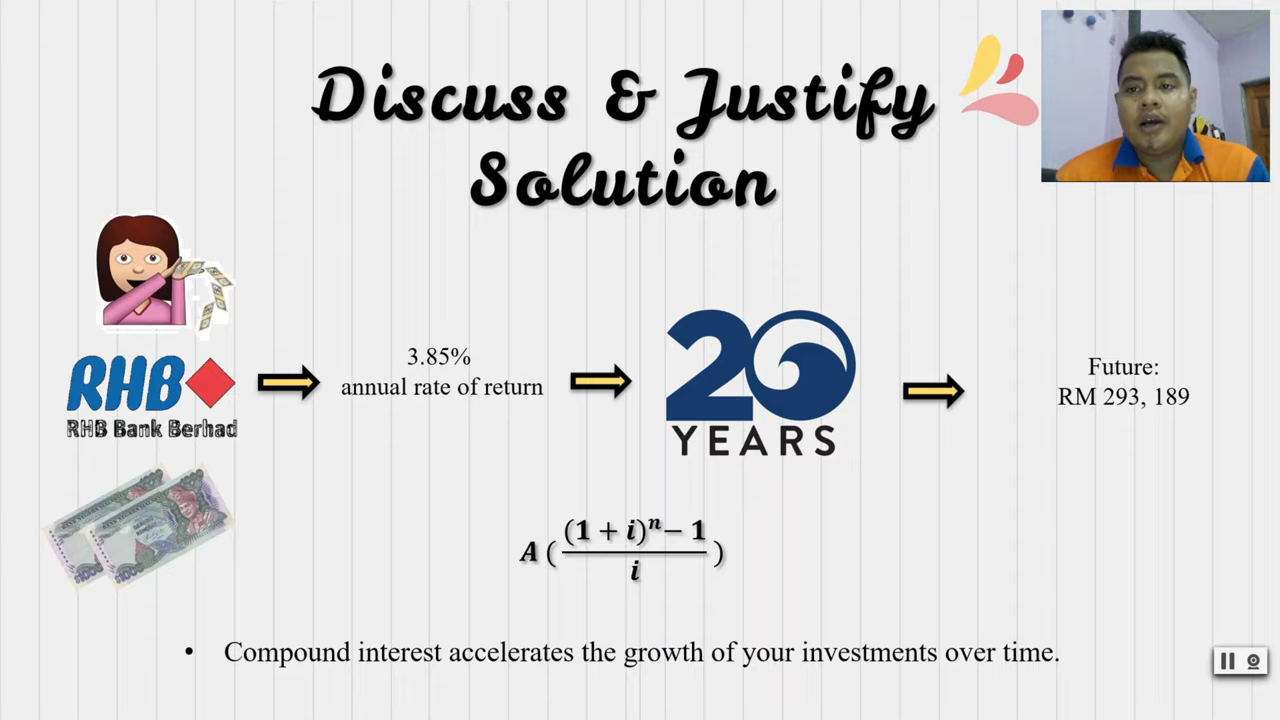 Discuss & Justify
Solution
RHB
RHB Bank Berhad
3.85%
annual rate of return
20
YEARS
Future:
RM 293, 189
A ( \frac{(1 + i)^n − 1}{i} )
• Compound interest accelerates the growth of your investments over time.